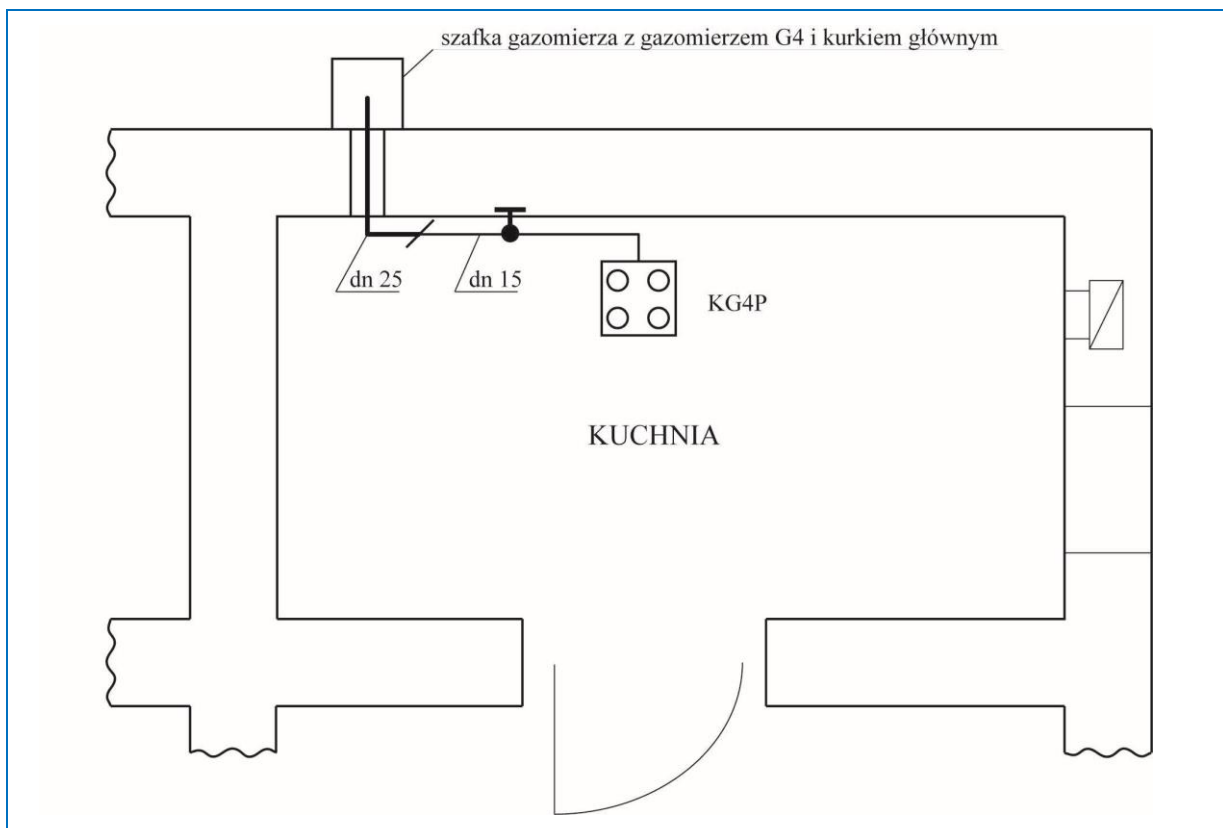 szafka gazomierza z gazomierzem G4 i kurkiem głównym
dn 25
dn 15
KG4P
KUCHNIA